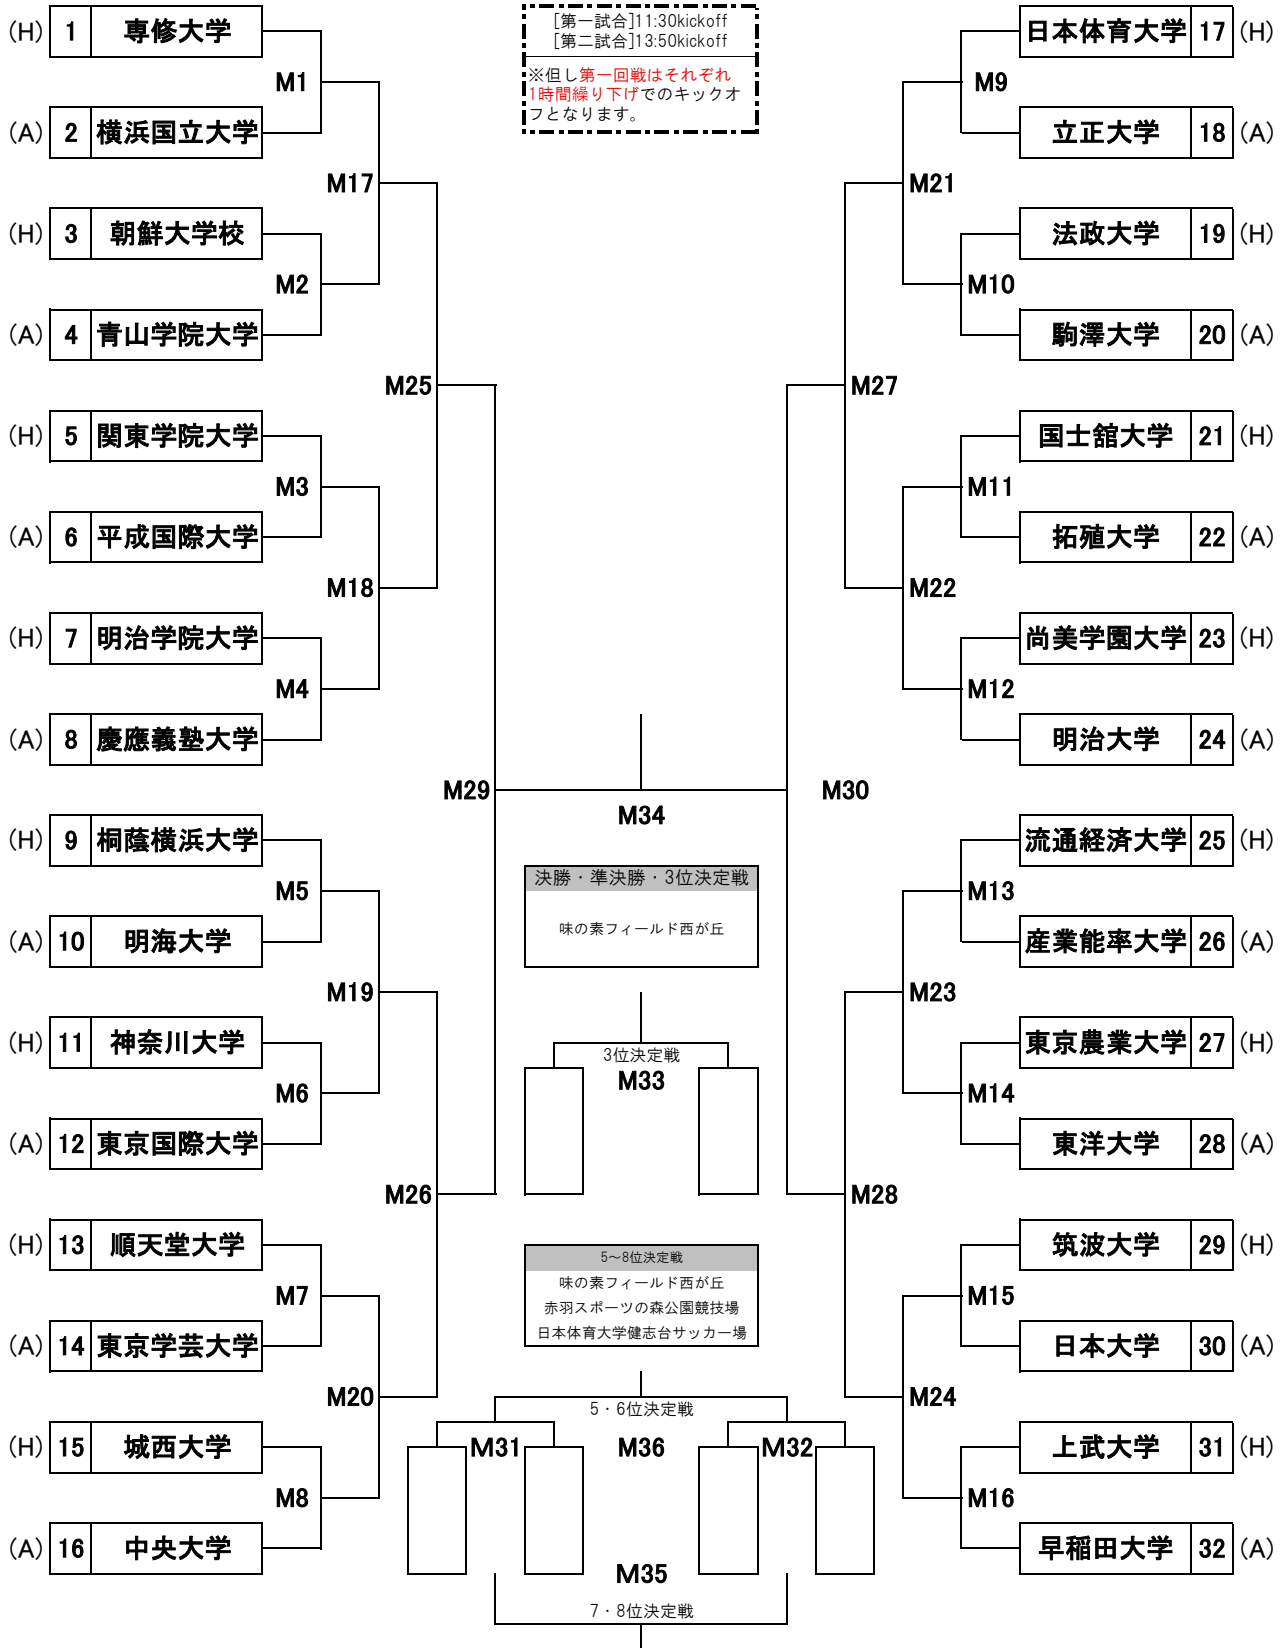 [第一試合]11:30kickoff
[第二試合]13:50kickoff
※但し第一回戦はそれぞれ
1時間繰り下げでのキックオ
フとなります。
(H) 1 専修大学
M1
(A) 2 横浜国立大学
M17
(H) 3 朝鮮大学校
M2
(A) 4 青山学院大学
M25
(H) 5 関東学院大学
M3
(A) 6 平成国際大学
M18
(H) 7 明治学院大学
M4
(A) 8 慶應義塾大学
M29
(H) 9 桐蔭横浜大学
M5
(A) 10 明海大学
M19
(H) 11 神奈川大学
M6
(A) 12 東京国際大学
M26
(H) 13 順天堂大学
M7
(A) 14 東京学芸大学
M20
(H) 15 城西大学
M8
(A) 16 中央大学
M34
決勝・準決勝・3位決定戦
味の素フィールド西が丘
3位決定戦
M33
5～8位決定戦
味の素フィールド西が丘
赤羽スポーツの森公園競技場
日本体育大学健志台サッカー場
5・6位決定戦
M31 M36 M32
M35
7・8位決定戦
日本体育大学 17 (H)
M9
立正大学 18 (A)
M21
法政大学 19 (H)
M10
駒澤大学 20 (A)
M27
国士舘大学 21 (H)
M11
拓殖大学 22 (A)
M22
尚美学園大学 23 (H)
M12
明治大学 24 (A)
M30
流通経済大学 25 (H)
M13
産業能率大学 26 (A)
M23
東京農業大学 27 (H)
M14
東洋大学 28 (A)
M28
筑波大学 29 (H)
M15
日本大学 30 (A)
M24
上武大学 31 (H)
M16
早稲田大学 32 (A)